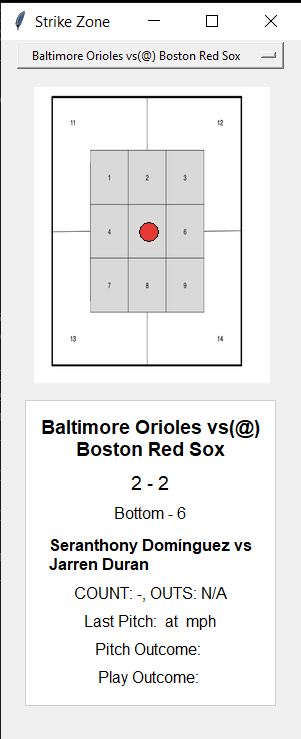 Strike Zone
Baltimore Orioles vs(@) Boston Red Sox
11 12
1 2 3
4 6
7 8 9
13 14
Baltimore Orioles vs(@)
Boston Red Sox
2 - 2
Bottom - 6
Seranthony Domínguez vs
Jarren Duran
COUNT: -, OUTS: N/A
Last Pitch:  at  mph
Pitch Outcome:
Play Outcome: